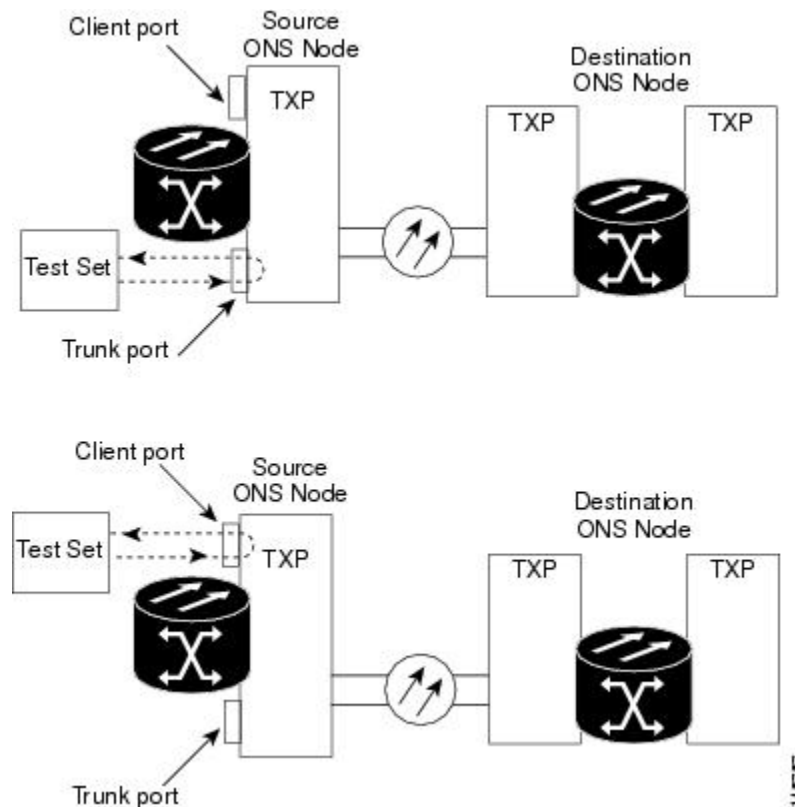 Client port
Source
ONS Node
Destination
ONS Node
TXP
TXP
TXP
Test Set
Trunk port
Client port
Source
ONS Node
Destination
ONS Node
Test Set
TXP
TXP
TXP
Trunk port